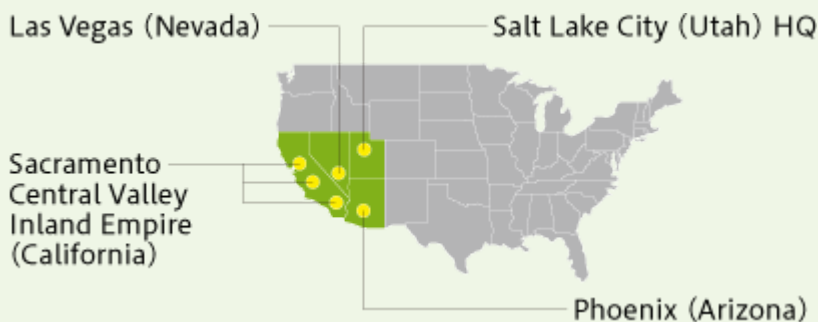 Las Vegas (Nevada)
Salt Lake City (Utah) HQ
Sacramento
Central Valley
Inland Empire
(California)
Phoenix (Arizona)